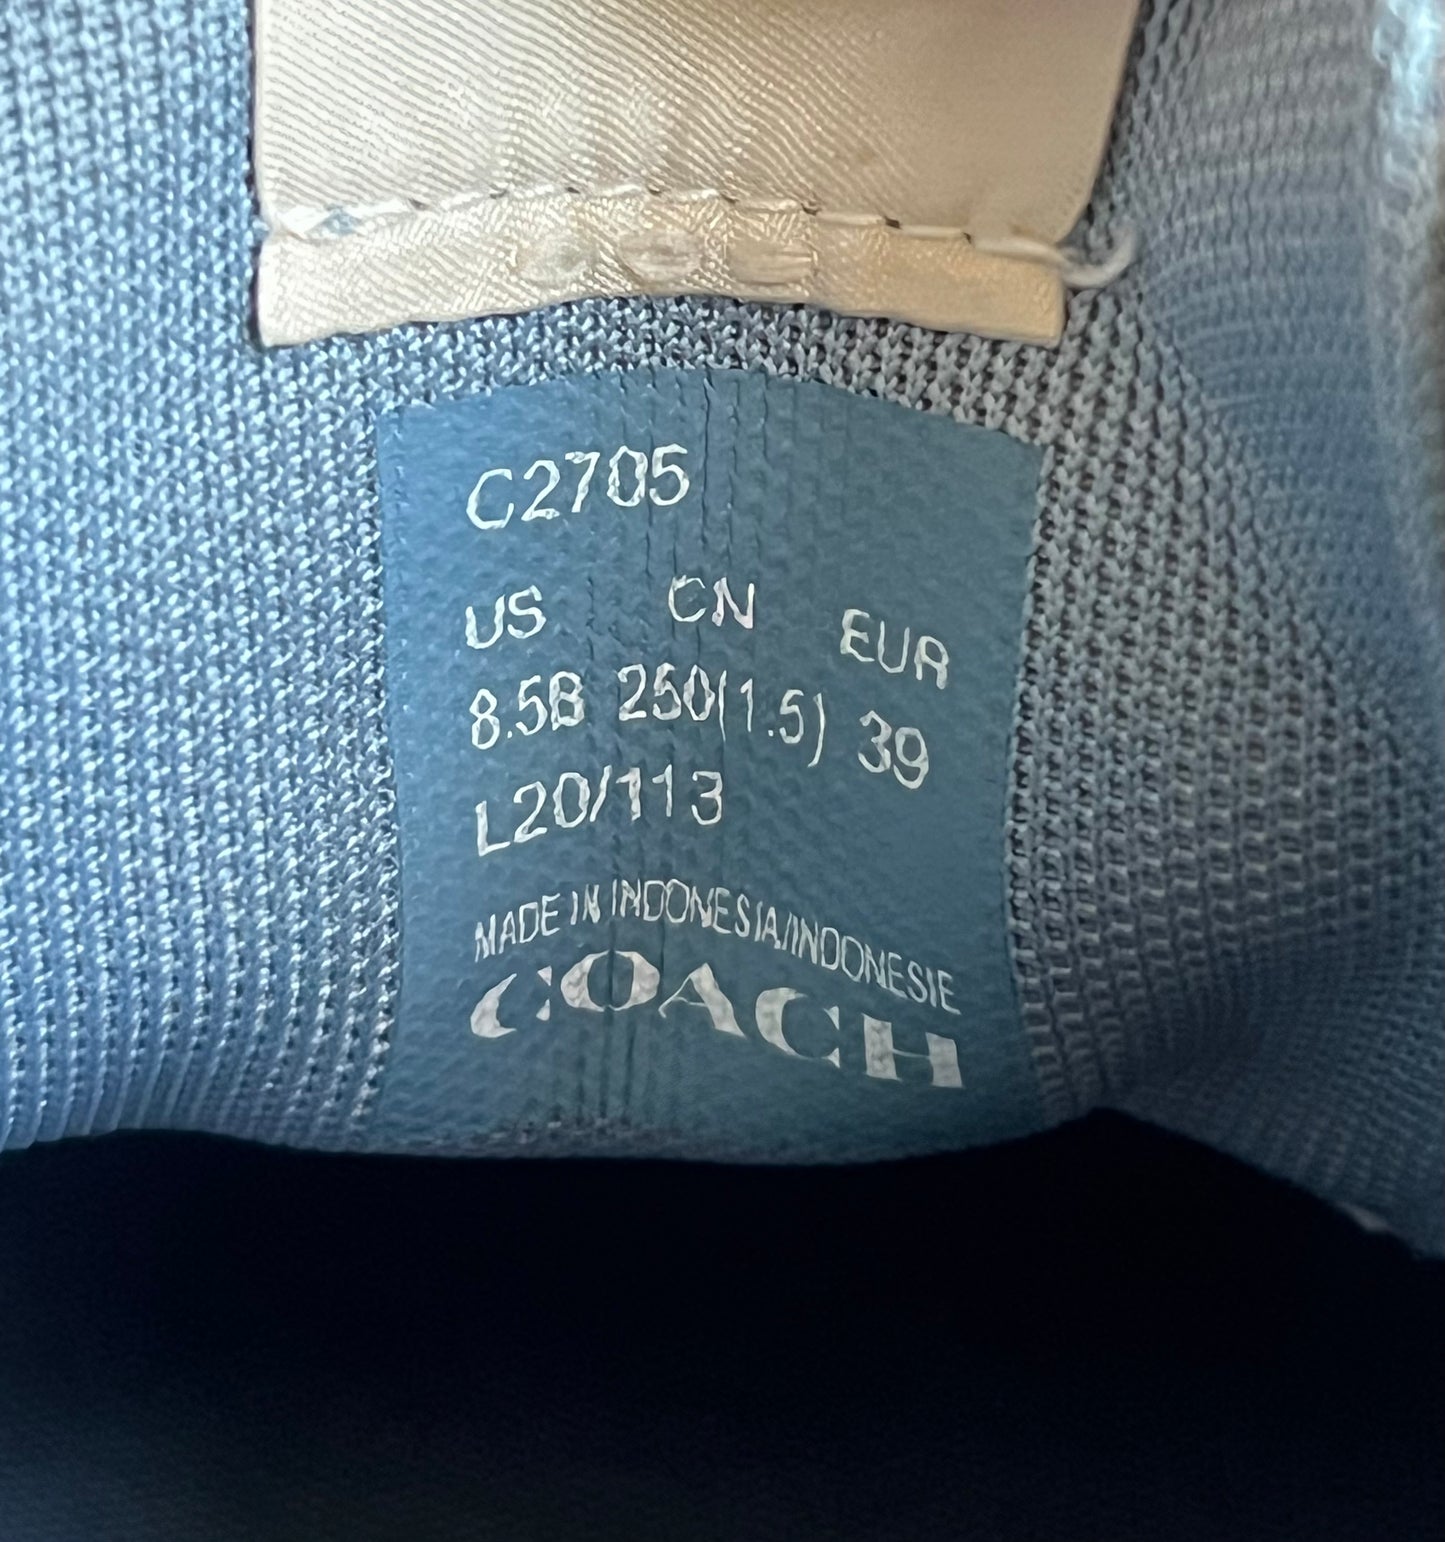 C2705
US CN EUR
8.5B 250(1.5) 39
L20/113
MADE IN INDONESIA/INDONESIE
COACH